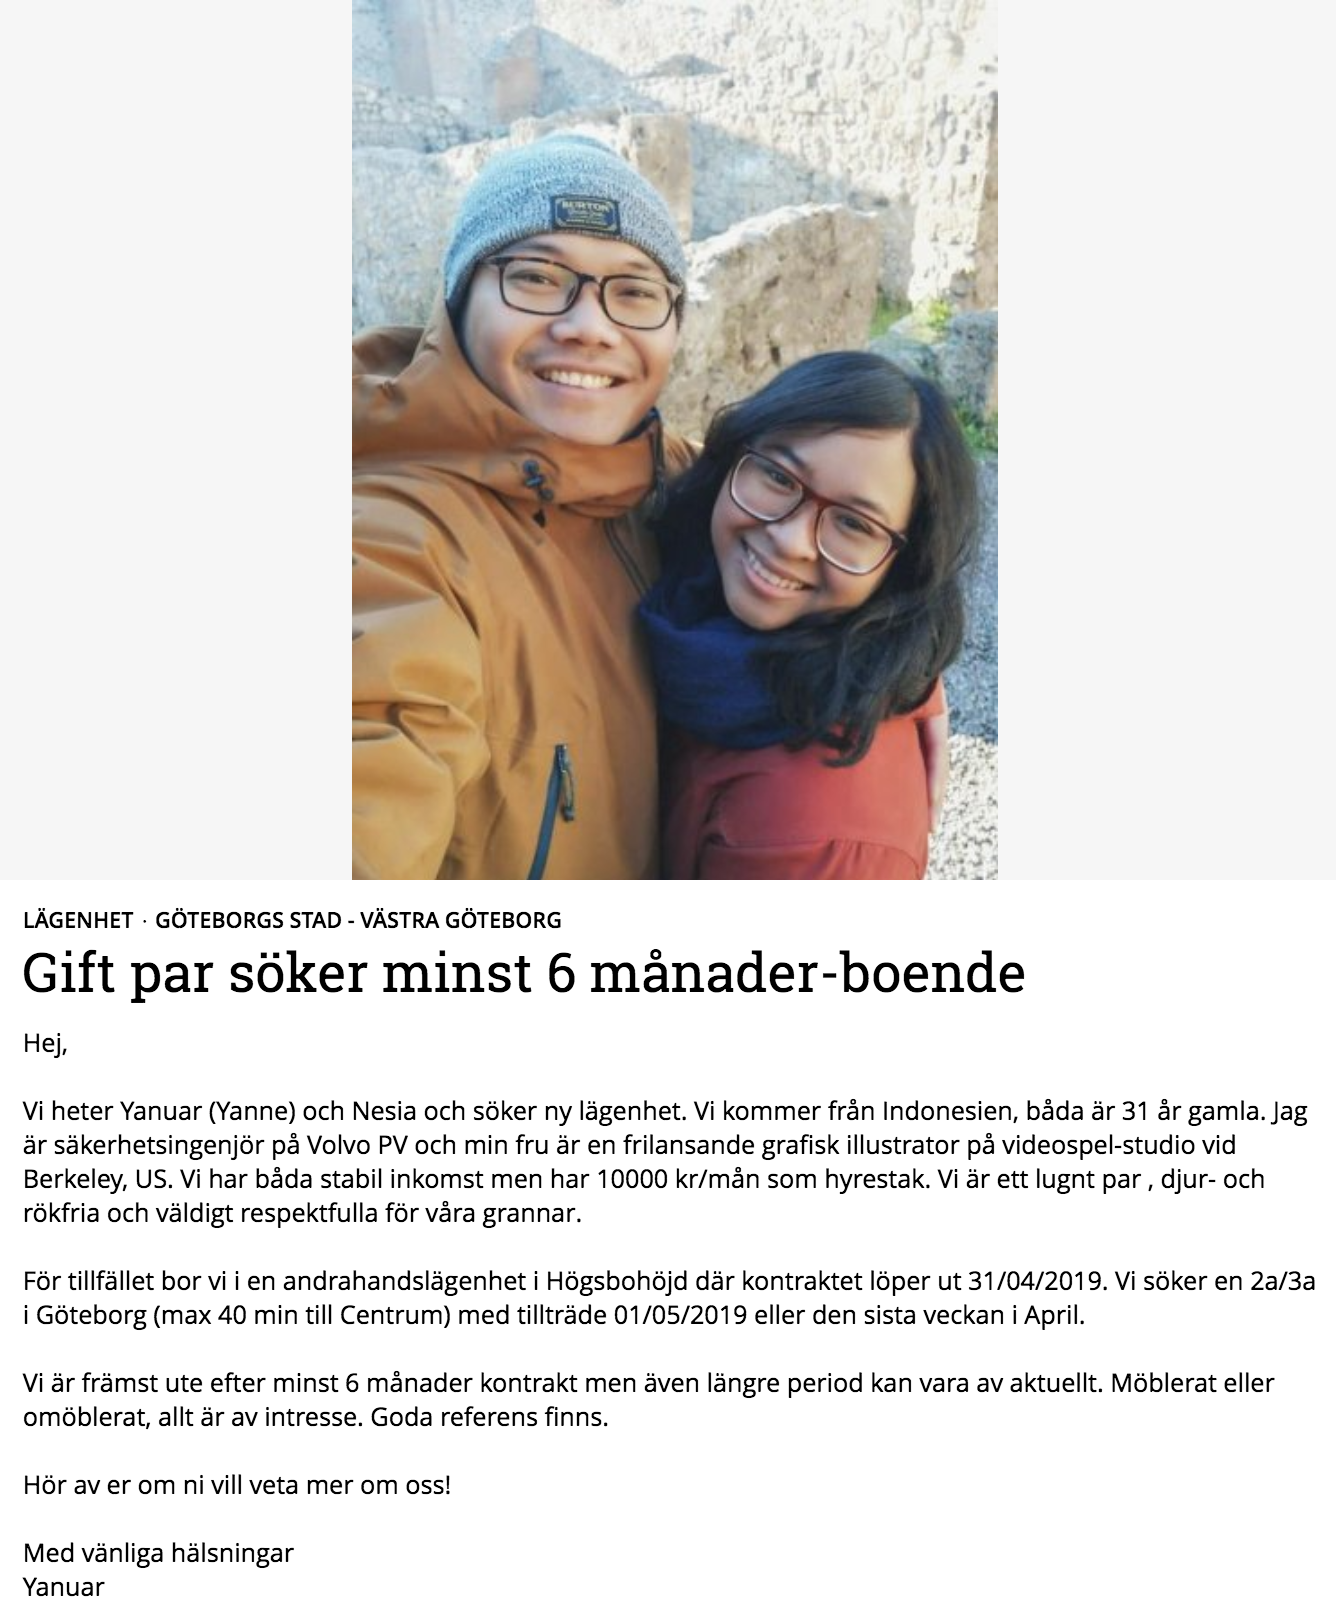 BURTON
LÄGENHET · GÖTEBORGS STAD - VÄSTRA GÖTEBORG
Gift par söker minst 6 månader-boende
Hej,
Vi heter Yanuar (Yanne) och Nesia och söker ny lägenhet. Vi kommer från Indonesien, båda är 31 år gamla. Jag
är säkerhetsingenjör på Volvo PV och min fru är en frilansande grafisk illustrator på videospel-studio vid
Berkeley, US. Vi har båda stabil inkomst men har 10000 kr/mån som hyrestak. Vi är ett lugnt par , djur- och
rökfria och väldigt respektfulla för våra grannar.
För tillfället bor vi i en andrahandslägenhet i Högsbohöjd där kontraktet löper ut 31/04/2019. Vi söker en 2a/3a
i Göteborg (max 40 min till Centrum) med tillträde 01/05/2019 eller den sista veckan i April.
Vi är främst ute efter minst 6 månader kontrakt men även längre period kan vara av aktuellt. Möblerat eller
omöblerat, allt är av intresse. Goda referens finns.
Hör av er om ni vill veta mer om oss!
Med vänliga hälsningar
Yanuar